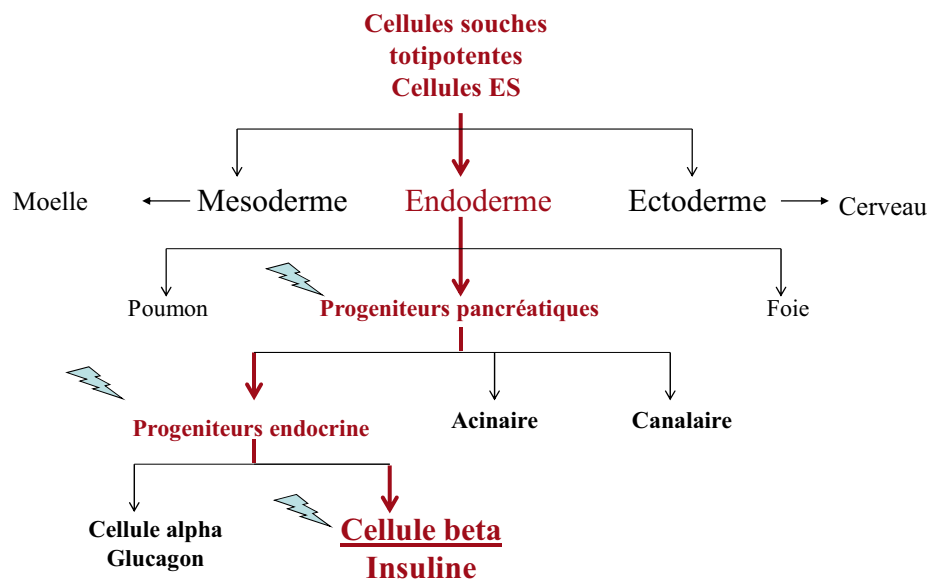 Cellules souches
totipotentes
Cellules ES
Moelle
Mesoderme
Endoderme
Ectoderme
Cerveau
Poumon
Progeniteurs pancréatiques
Foie
Progeniteurs endocrine
Acinaire
Canalaire
Cellule alpha
Glucagon
Cellule beta
Insuline